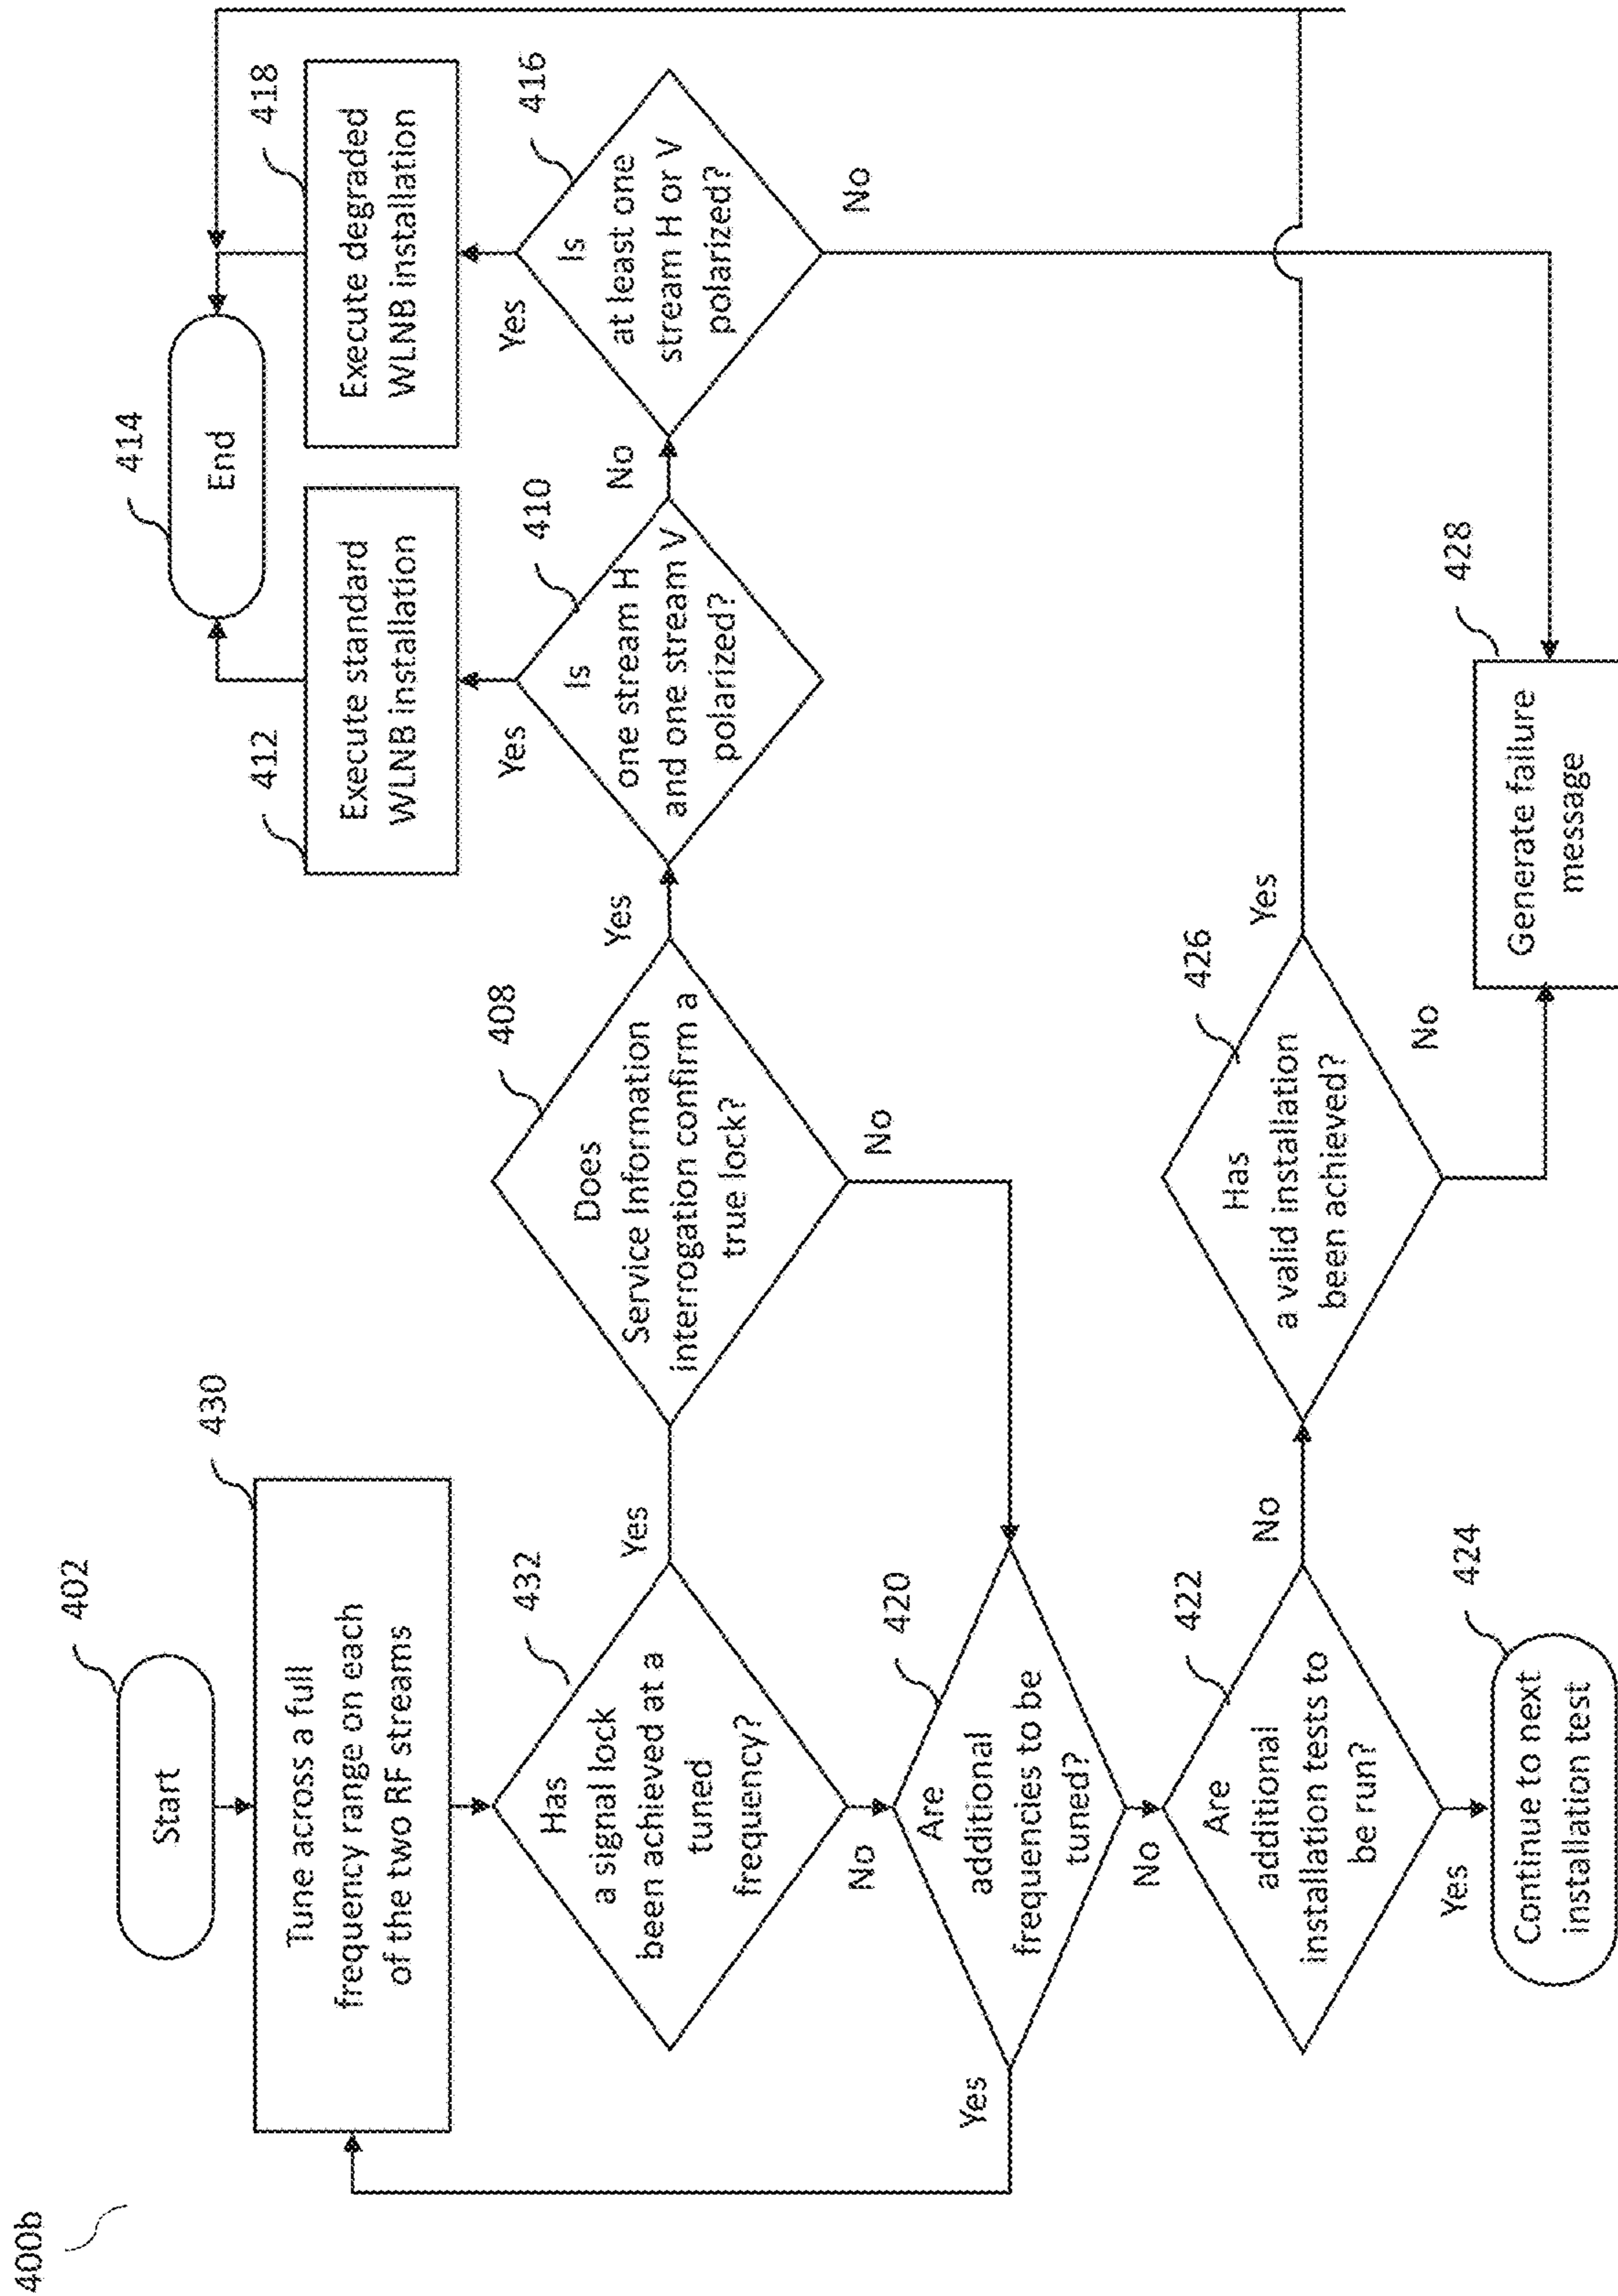 400b
402
Start
430
Tune across a full
frequency range on each
of the two RF streams
432
Has
a signal lock
been achieved at a
tuned
frequency?
Yes
No
408
Does
Service Information
interrogation confirm a
true lock?
Yes
No
410
Is
one stream H
and one stream V
polarized?
Yes
No
412
Execute standard
WLNB installation
414
End
416
Is
at least one
stream H or V
polarized?
Yes
No
418
Execute degraded
WLNB installation
420
Are
additional
frequencies to be
tuned?
Yes
No
422
Are
additional
installation tests to
be run?
No
Yes
424
Continue to next
installation test
426
Has
a valid installation
been achieved?
Yes
No
428
Generate failure
message